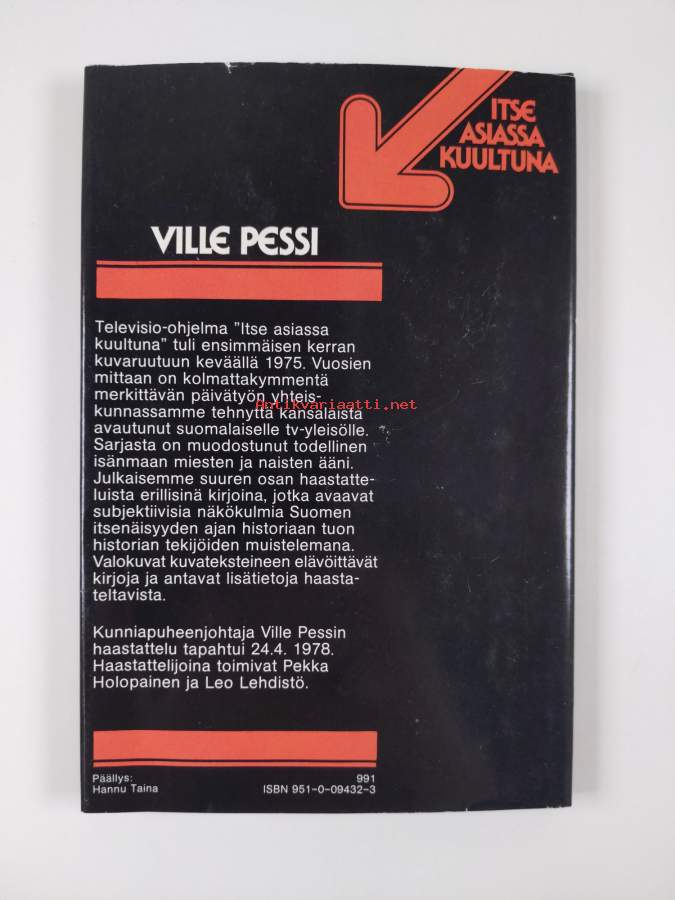 ITSE
ASIASSA
KUULTUNA
VILLE PESSI
Televisio-ohjelma "Itse asiassa
kuultuna" tuli ensimmäisen kerran
kuvaruutuun keväällä 1975. Vuosien
mittaan on kolmattakymmentä
merkittävän päivätyön yhteis-
kunnassamme tehnyttä kansalaista
avautunut suomalaiselle tv-yleisölle.
Sarjasta on muodostunut todellinen
isänmaan miesten ja naisten ääni.
Julkaisemme suuren osan haastatte-
luista erillisinä kirjoina, jotka avaavat
subjektiivisia näkökulmia Suomen
itsenäisyyden ajan historiaan tuon
historian tekijöiden muistelemana.
Valokuvat kuvateksteineen elävöittävät
kirjoja ja antavat lisätietoja haasta-
teltavista.
Kunniapuheenjohtaja Ville Pessin
haastattelu tapahtui 24.4. 1978.
Haastattelijoina toimivat Pekka
Holopainen ja Leo Lehdistö.
Päällys:
Hannu Taina
991
ISBN 951-0-09432-3
Antikvariaatti.net